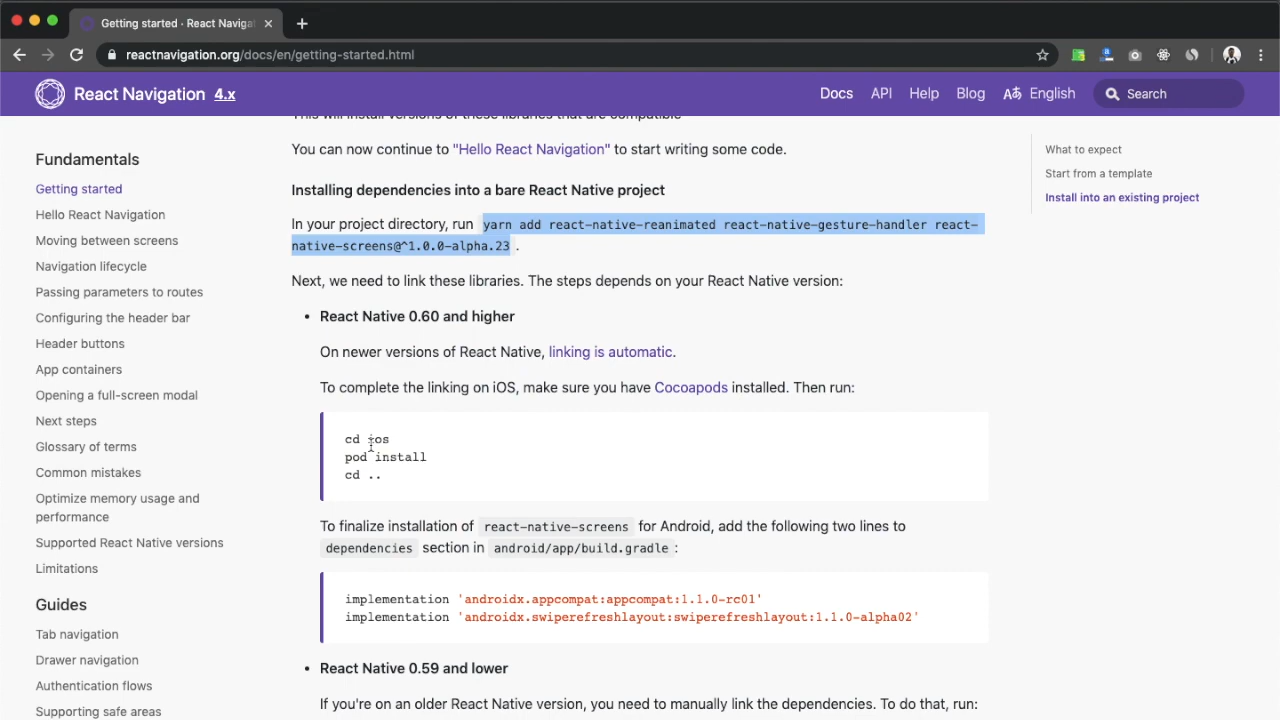 Getting started · React Naviga
reactnavigation.org/docs/en/getting-started.html
React Navigation 4.x
Docs API Help Blog English Search
Fundamentals
Getting started
Hello React Navigation
Moving between screens
Navigation lifecycle
Passing parameters to routes
Configuring the header bar
Header buttons
App containers
Opening a full-screen modal
Next steps
Glossary of terms
Common mistakes
Optimize memory usage and
performance
Supported React Native versions
Limitations
Guides
Tab navigation
Drawer navigation
Authentication flows
Supporting safe areas
This will install versions of these libraries that are compatible
You can now continue to "Hello React Navigation" to start writing some code.
Installing dependencies into a bare React Native project
In your project directory, run yarn add react-native-reanimated react-native-gesture-handler react-
native-screens@^1.0.0-alpha.23 .
Next, we need to link these libraries. The steps depends on your React Native version:
• React Native 0.60 and higher
On newer versions of React Native, linking is automatic.
To complete the linking on iOS, make sure you have Cocoapods installed. Then run:
cd ios
pod install
cd ..
To finalize installation of react-native-screens for Android, add the following two lines to
dependencies section in android/app/build.gradle :
implementation 'androidx.appcompat:appcompat:1.1.0-rc01'
implementation 'androidx.swiperefreshlayout:swiperefreshlayout:1.1.0-alpha02'
• React Native 0.59 and lower
If you're on an older React Native version, you need to manually link the dependencies. To do that, run:
What to expect
Start from a template
Install into an existing project